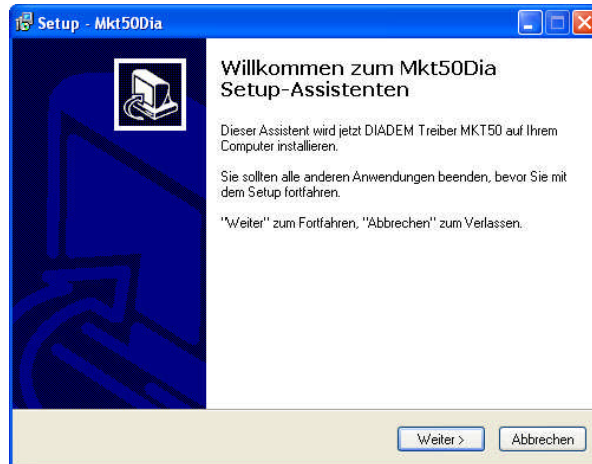 Setup - Mkt50Dia
Willkommen zum Mkt50Dia
Setup-Assistenten
Dieser Assistent wird jetzt DIADEM Treiber MKT50 auf Ihrem
Computer installieren.
Sie sollten alle anderen Anwendungen beenden, bevor Sie mit
dem Setup fortfahren.
"Weiter" zum Fortfahren, "Abbrechen" zum Verlassen.
Weiter >
Abbrechen